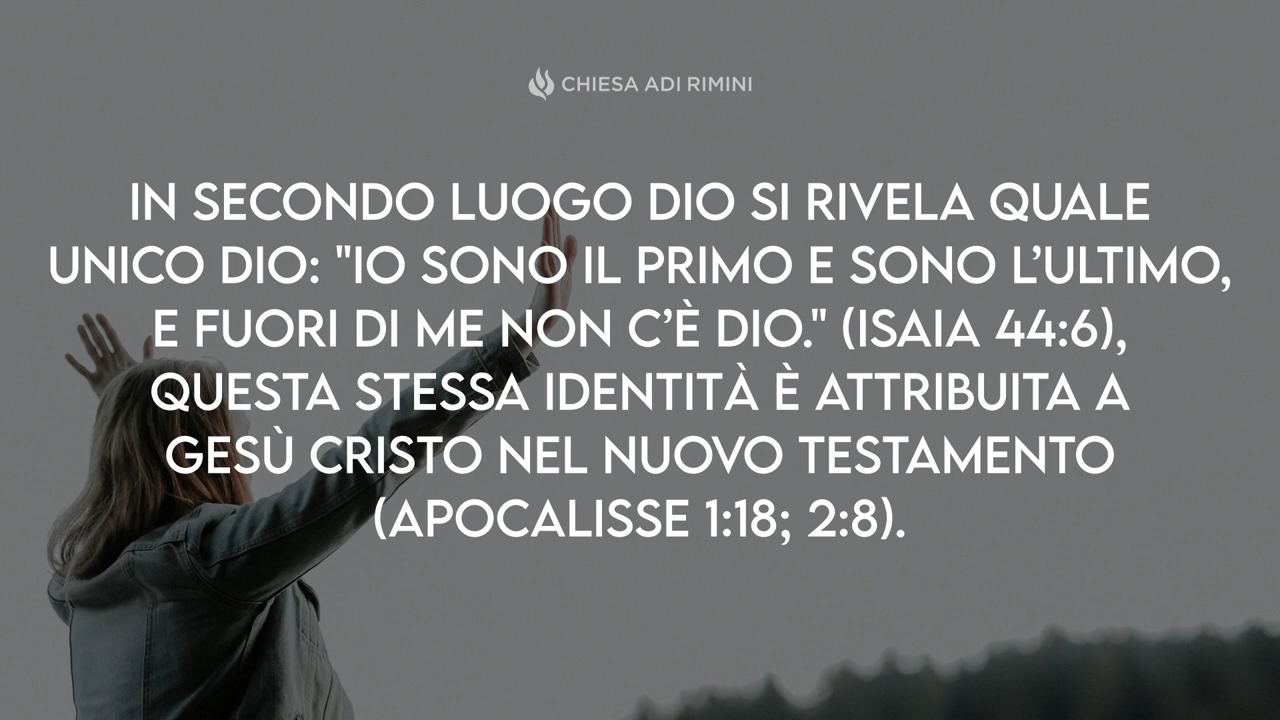 CHIESA ADI RIMINI
IN SECONDO LUOGO DIO SI RIVELA QUALE
UNICO DIO: "IO SONO IL PRIMO E SONO L’ULTIMO,
E FUORI DI ME NON C’È DIO." (ISAIA 44:6),
QUESTA STESSA IDENTITÀ È ATTRIBUITA A
GESÙ CRISTO NEL NUOVO TESTAMENTO
(APOCALISSE 1:18; 2:8).